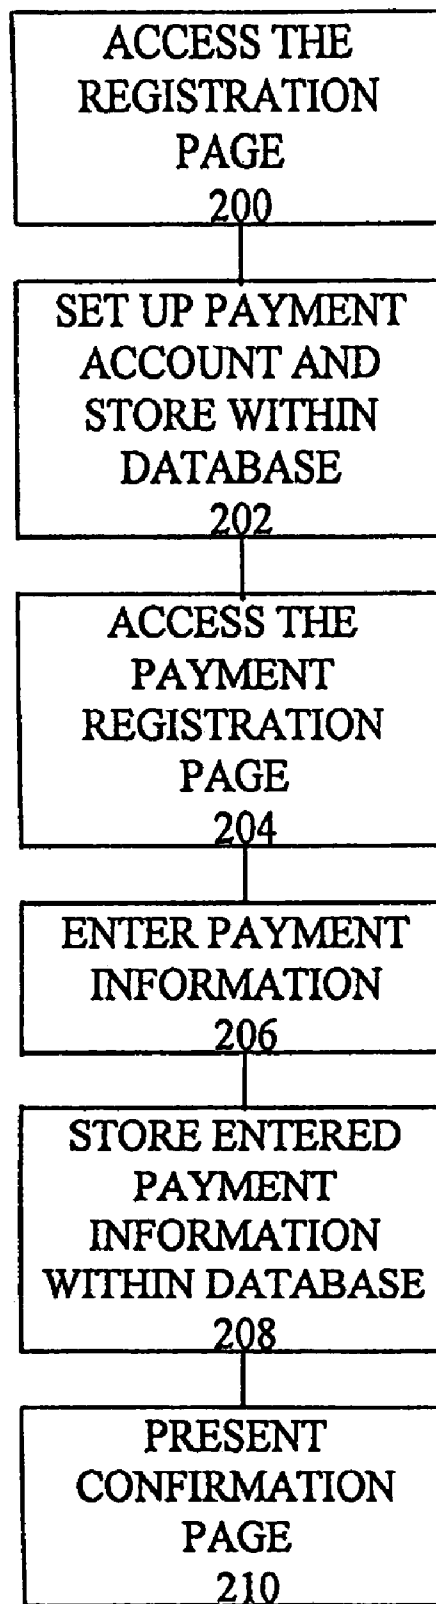 ACCESS THE
REGISTRATION
PAGE
200
SET UP PAYMENT
ACCOUNT AND
STORE WITHIN
DATABASE
202
ACCESS THE
PAYMENT
REGISTRATION
PAGE
204
ENTER PAYMENT
INFORMATION
206
STORE ENTERED
PAYMENT
INFORMATION
WITHIN DATABASE
208
PRESENT
CONFIRMATION
PAGE
210